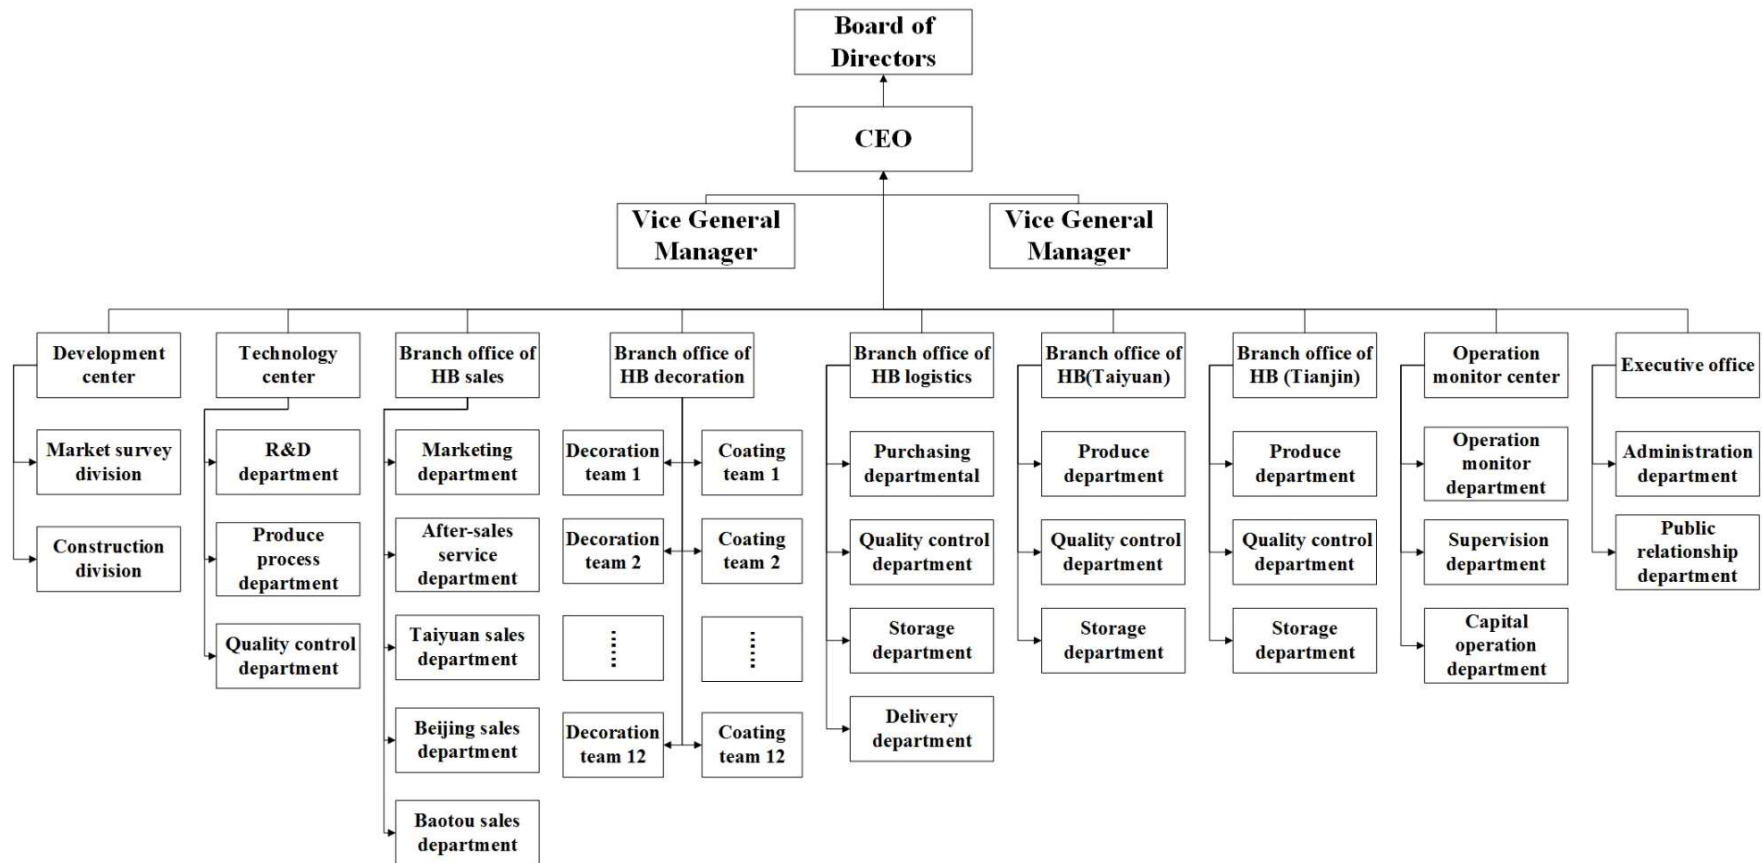 Board of
Directors
CEO
Vice General
Manager
Vice General
Manager
Development
center
Technology
center
Branch office of
HB sales
Branch office of
HB decoration
Branch office of
HB logistics
Branch office of
HB(Taiyuan)
Branch office of
HB (Tianjin)
Operation
monitor center
Executive office
Market survey
division
Construction
division
R&D
department
Produce
process
department
Quality control
department
Marketing
department
After-sales
service
department
Taiyuan sales
department
Beijing sales
department
Baotou sales
department
Decoration
team 1
Decoration
team 2
Decoration
team 12
Coating
team 1
Coating
team 2
Coating
team 12
Purchasing
departmental
Quality control
department
Storage
department
Delivery
department
Produce
department
Quality control
department
Storage
department
Produce
department
Quality control
department
Storage
department
Operation
monitor
department
Supervision
department
Capital
operation
department
Administration
department
Public
relationship
department